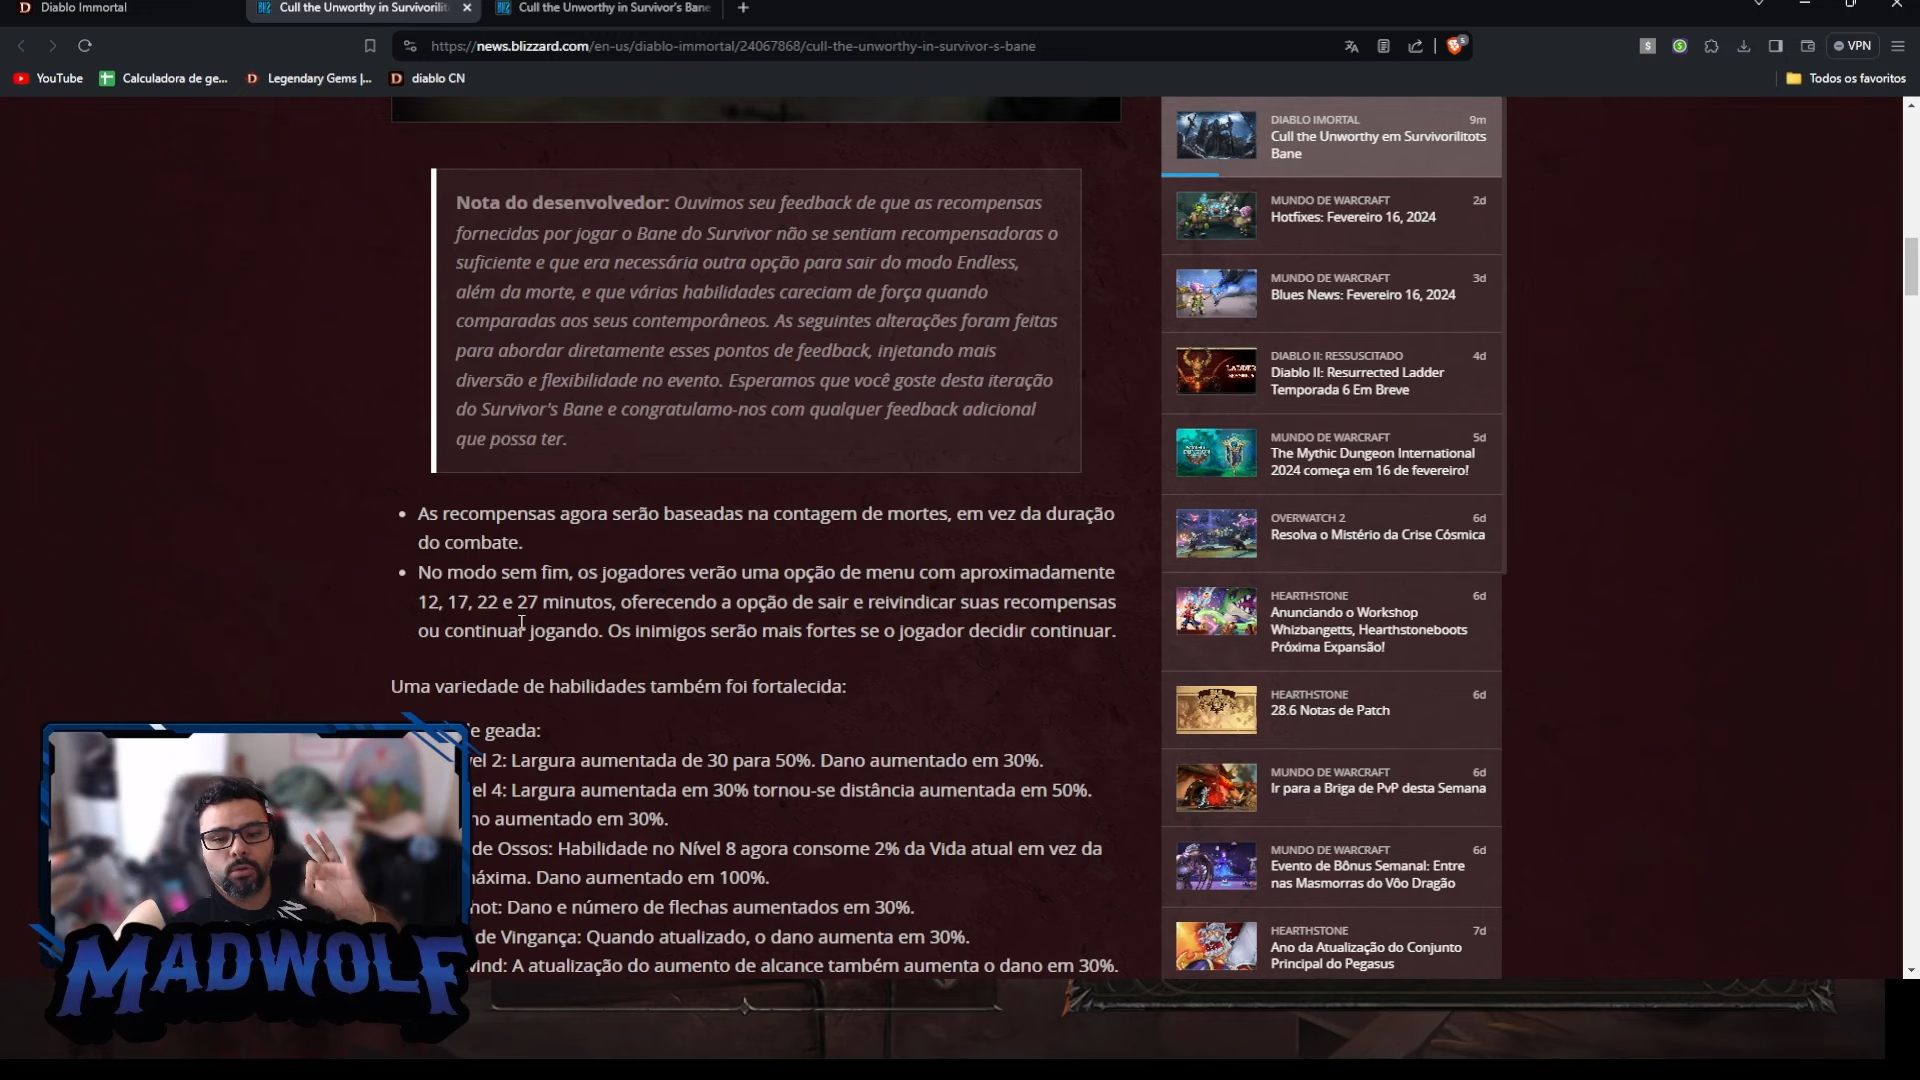 Diablo Immortal
Cull the Unworthy in Survivorilit
Cull the Unworthy in Survivor's Bane
https://news.blizzard.com/en-us/diablo-immortal/24067868/cull-the-unworthy-in-survivor-s-bane
5
VPN
YouTube
Calculadora de ge...
Legendary Gems |...
diablo CN
Todos os favoritos
Nota do desenvolvedor: Ouvimos seu feedback de que as recompensas
fornecidas por jogar o Bane do Survivor não se sentiam recompensadoras o
suficiente e que era necessária outra opção para sair do modo Endless,
além da morte, e que várias habilidades careciam de força quando
comparadas aos seus contemporâneos. As seguintes alterações foram feitas
para abordar diretamente esses pontos de feedback, injetando mais
diversão e flexibilidade no evento. Esperamos que você goste desta iteração
do Survivor's Bane e congratulamo-nos com qualquer feedback adicional
que possa ter.
• As recompensas agora serão baseadas na contagem de mortes, em vez da duração
do combate.
• No modo sem fim, os jogadores verão uma opção de menu com aproximadamente
12, 17, 22 e 27 minutos, oferecendo a opção de sair e reivindicar suas recompensas
ou continuar jogando. Os inimigos serão mais fortes se o jogador decidir continuar.
Uma variedade de habilidades também foi fortalecida:
geada:
el 2: Largura aumentada de 30 para 50%. Dano aumentado em 30%.
el 4: Largura aumentada em 30% tornou-se distância aumentada em 50%.
no aumentado em 30%.
de Ossos: Habilidade no Nível 8 agora consome 2% da Vida atual em vez da
áxima. Dano aumentado em 100%.
hot: Dano e número de flechas aumentados em 30%.
de Vingança: Quando atualizado, o dano aumenta em 30%.
wind: A atualização do aumento de alcance também aumenta o dano em 30%.
MADWOLF
DIABLO IMORTAL 9m
Cull the Unworthy em Survivorilitots
Bane
MUNDO DE WARCRAFT 2d
Hotfixes: Fevereiro 16, 2024
MUNDO DE WARCRAFT 3d
Blues News: Fevereiro 16, 2024
DIABLO II: RESSUSCITADO 4d
Diablo II: Resurrected Ladder
Temporada 6 Em Breve
MUNDO DE WARCRAFT 5d
The Mythic Dungeon International
2024 começa em 16 de fevereiro!
OVERWATCH 2 6d
Resolva o Mistério da Crise Cósmica
HEARTHSTONE 6d
Anunciando o Workshop
Whizbangetts, Hearthstoneboots
Próxima Expansão!
HEARTHSTONE 6d
28.6 Notas de Patch
MUNDO DE WARCRAFT 6d
Ir para a Briga de PvP desta Semana
MUNDO DE WARCRAFT 6d
Evento de Bônus Semanal: Entre
nas Masmorras do Vôo Dragão
HEARTHSTONE 7d
Ano da Atualização do Conjunto
Principal do Pegasus